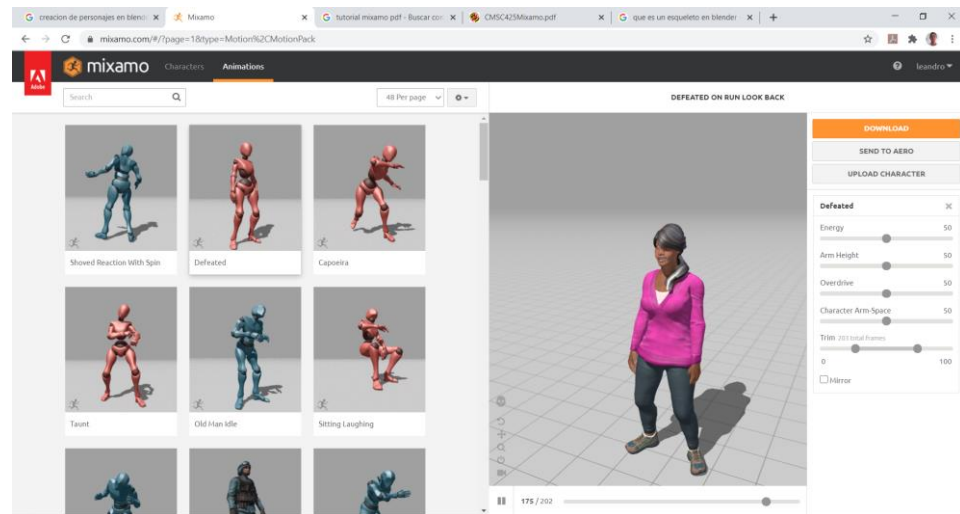 creacion de personajes en blend
Mixamo
tutorial mixamo pdf - Buscar con
CMSC425Mixamo.pdf
que es un esqueleto en blender
mixamo.com/#/?page=1&type=Motion%2CMotionPack
Adobe
mixamo
Characters
Animations
leandro
Search
48 Per page
DEFEATED ON RUN LOOK BACK
DOWNLOAD
SEND TO AERO
UPLOAD CHARACTER
Shoved Reaction With Spin
Defeated
Capoeira
Defeated
Energy 50
Arm Height 50
Overdrive 50
Character Arm-Space 50
Trim 203 total frames
0 100
Mirror
Taunt
Old Man Idle
Sitting Laughing
175 / 202